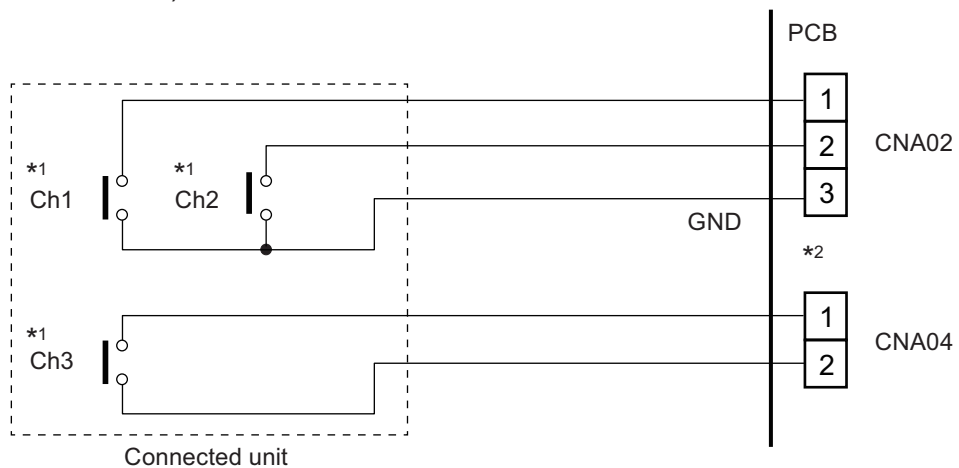 PCB
1
2
CNA02
3
*1
Ch1
*1
Ch2
GND
*2
1
2
CNA04
*1
Ch3
Connected unit